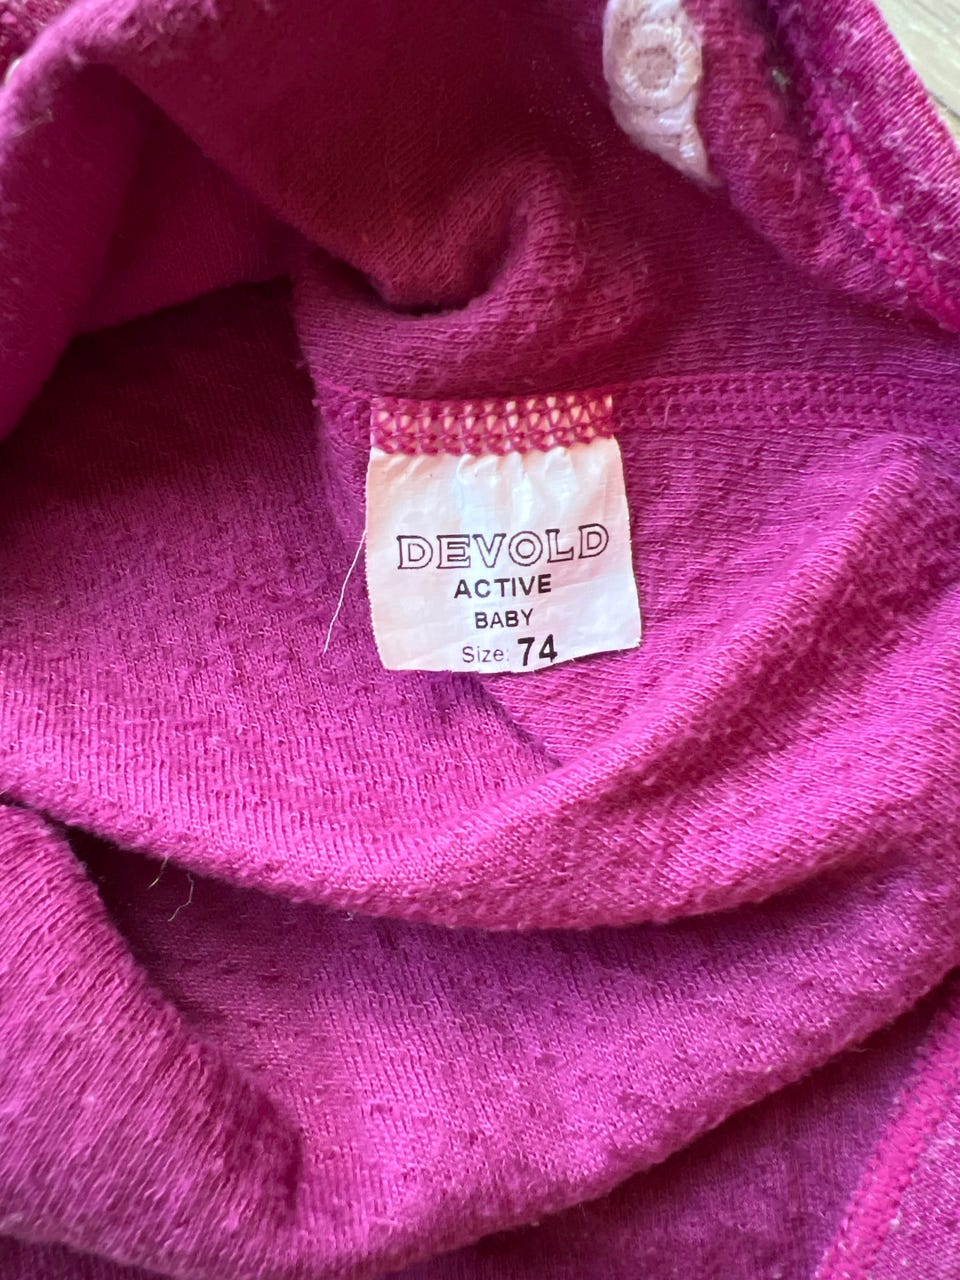 DEVOLD
ACTIVE
BABY
Size: 74